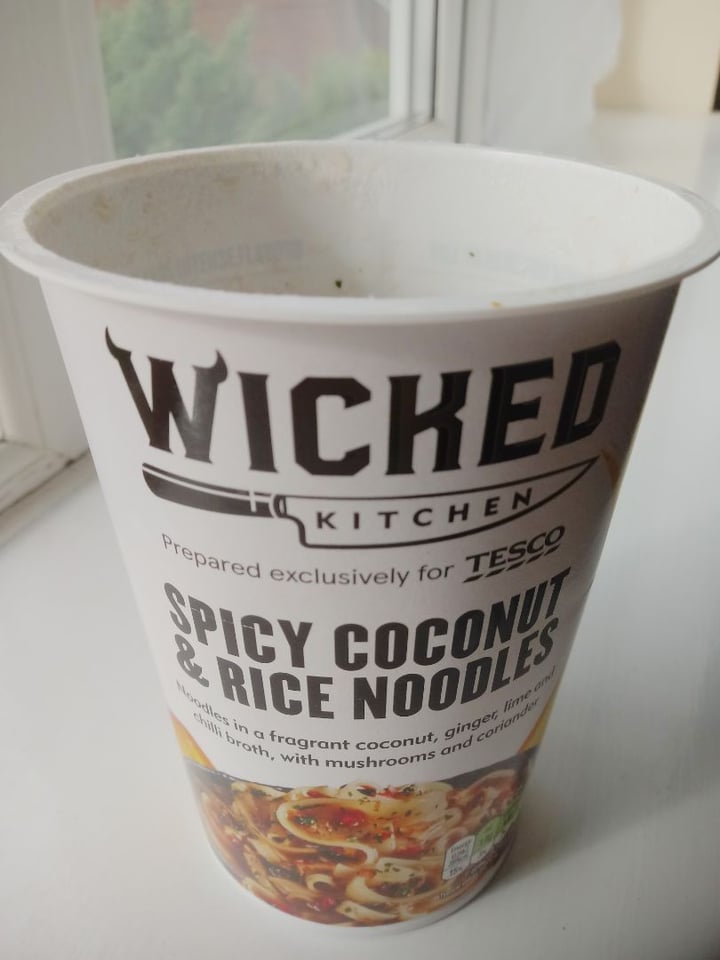 WICKED
KITCHEN
Prepared exclusively for TESCO
SPICY COCONUT
& RICE NOODLES
Noodles in a fragrant coconut, ginger, lime and
chilli broth, with mushrooms and coriander